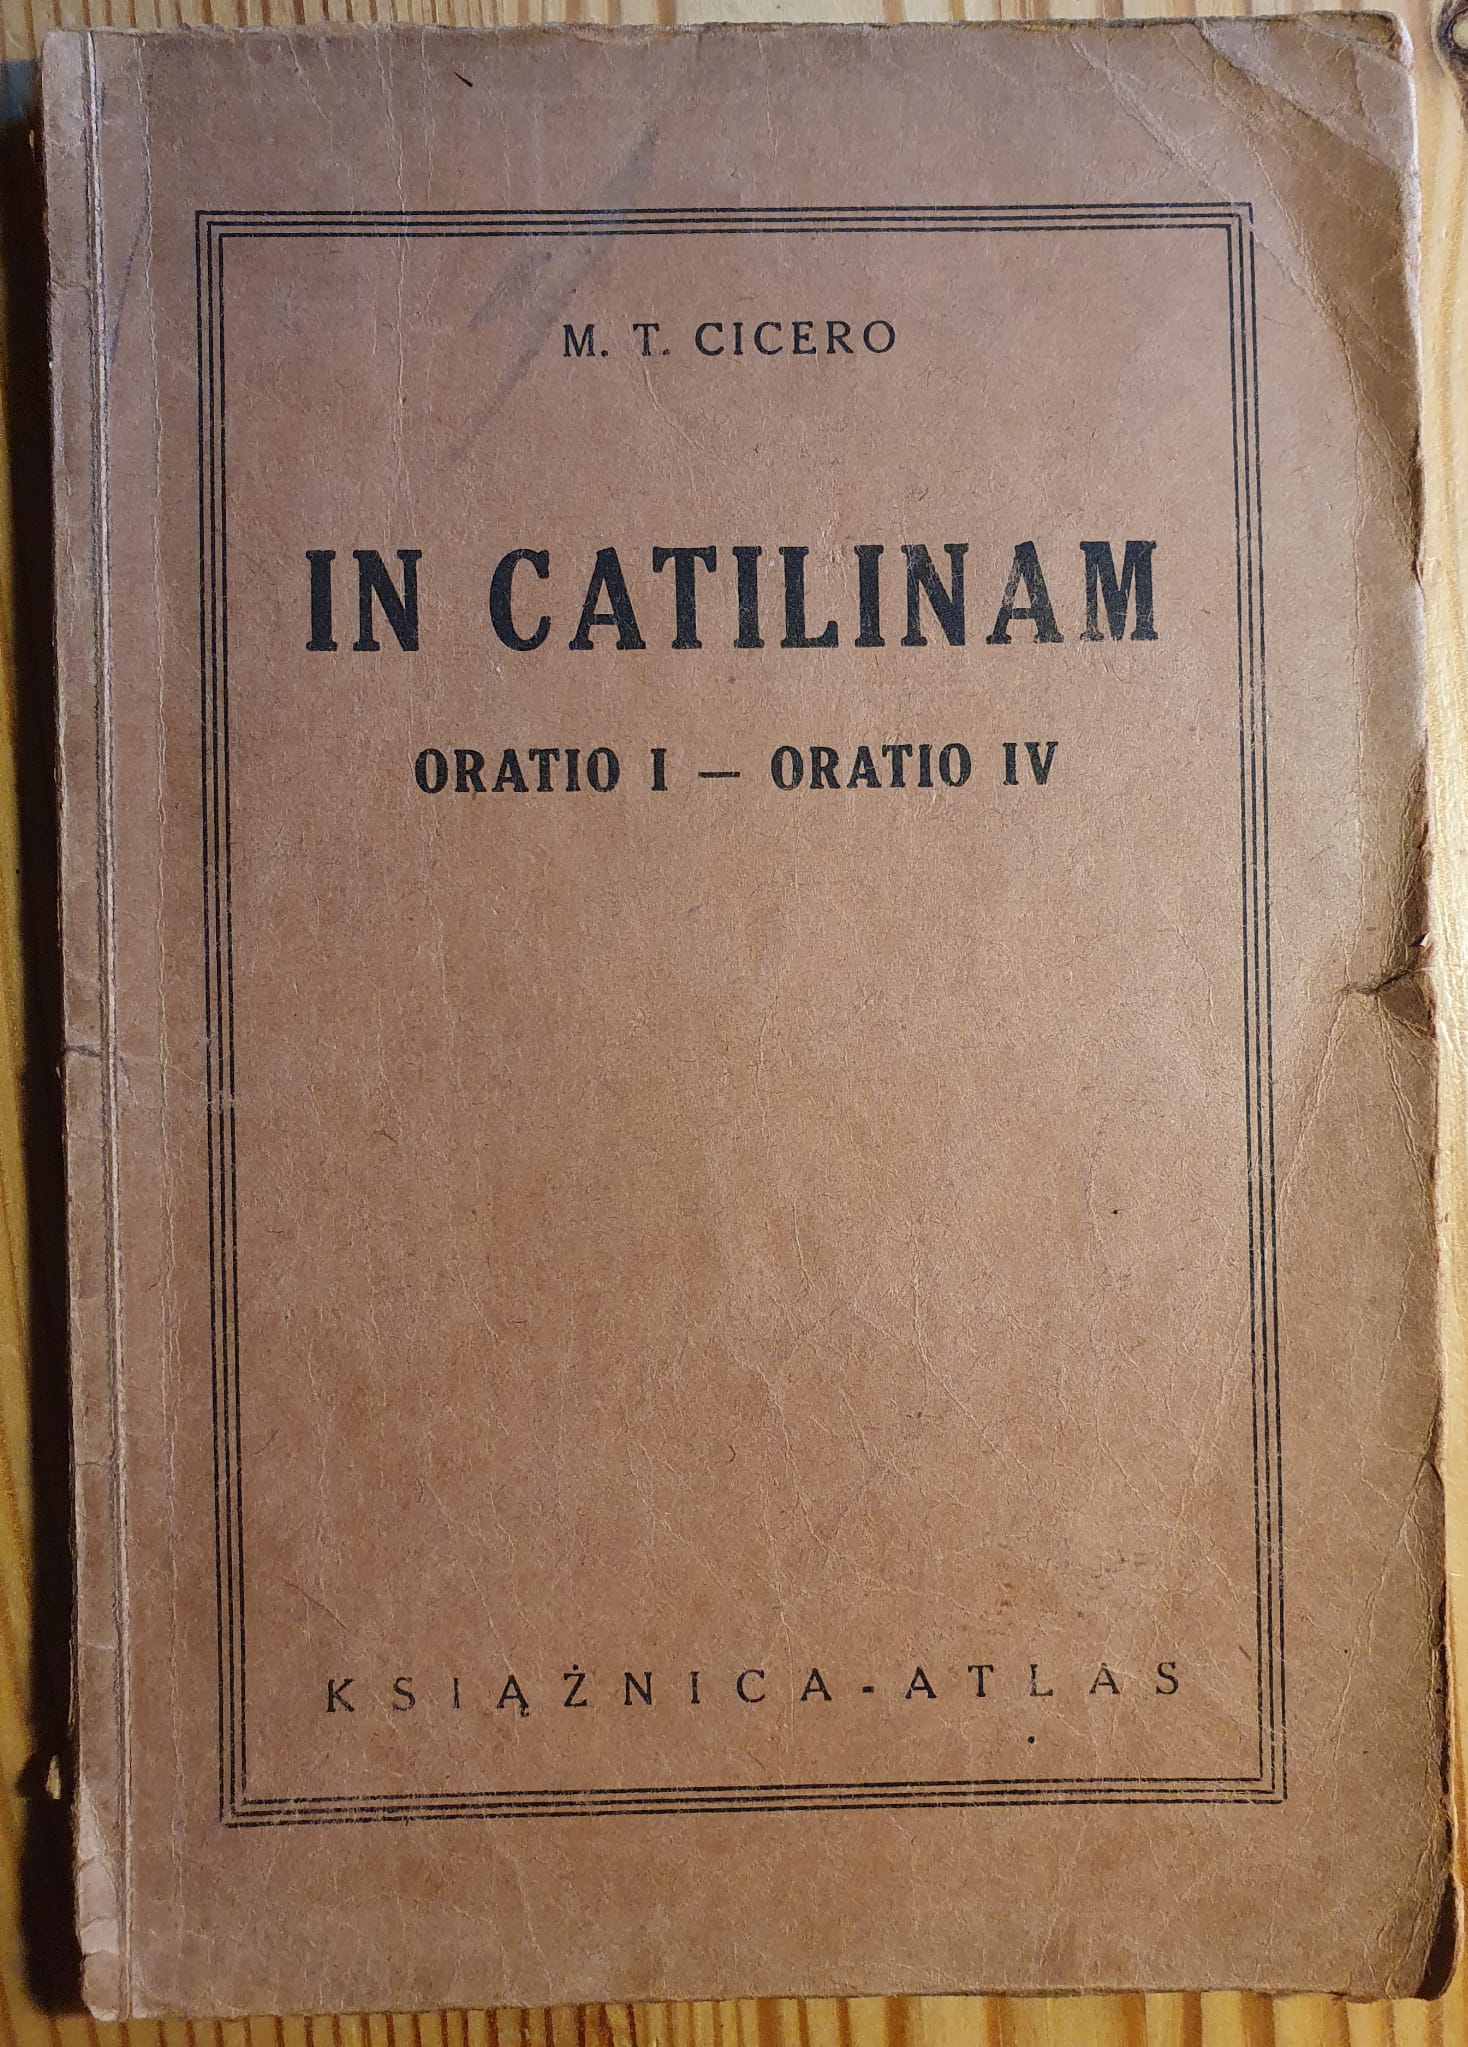 M. T. CICERO
IN CATILINAM
ORATIO I — ORATIO IV
KSIĄŻNICA-ATLAS